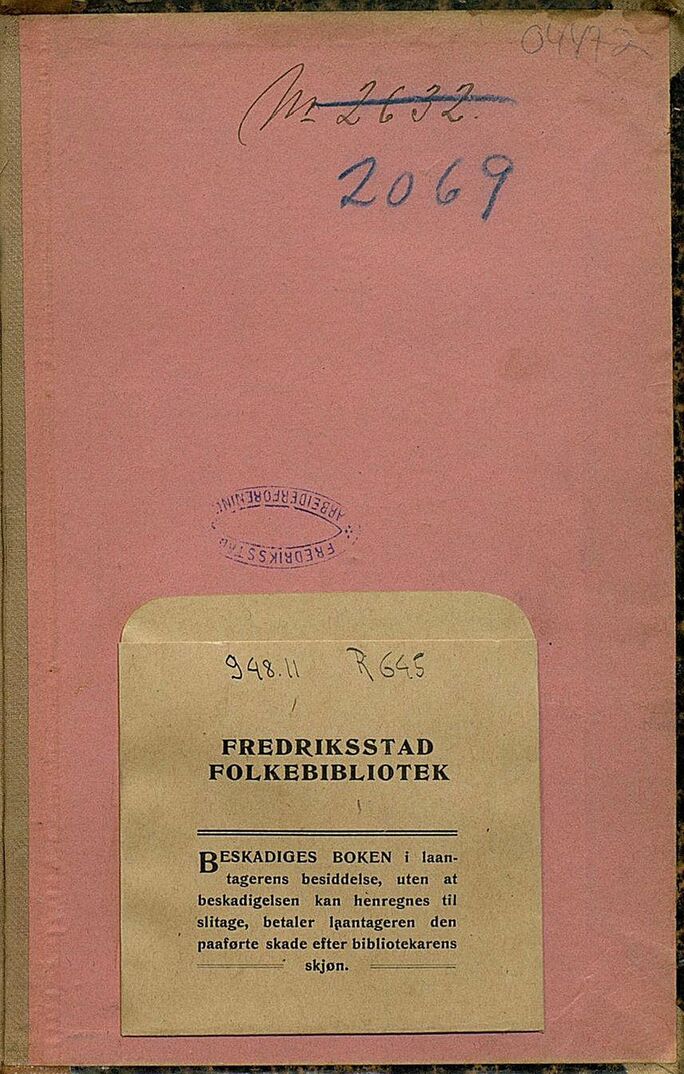 04472
Nr 2632.
2069
FREDRIKSSTAD
ARBEIDERFORENING
948.11 R645
FREDRIKSSTAD
FOLKEBIBLIOTEK
BESKADIGES BOKEN i laan-
tagerens besiddelse, uten at
beskadigelsen kan henregnes til
slitage, betaler laantageren den
paaførte skade efter bibliotekarens
skjøn.